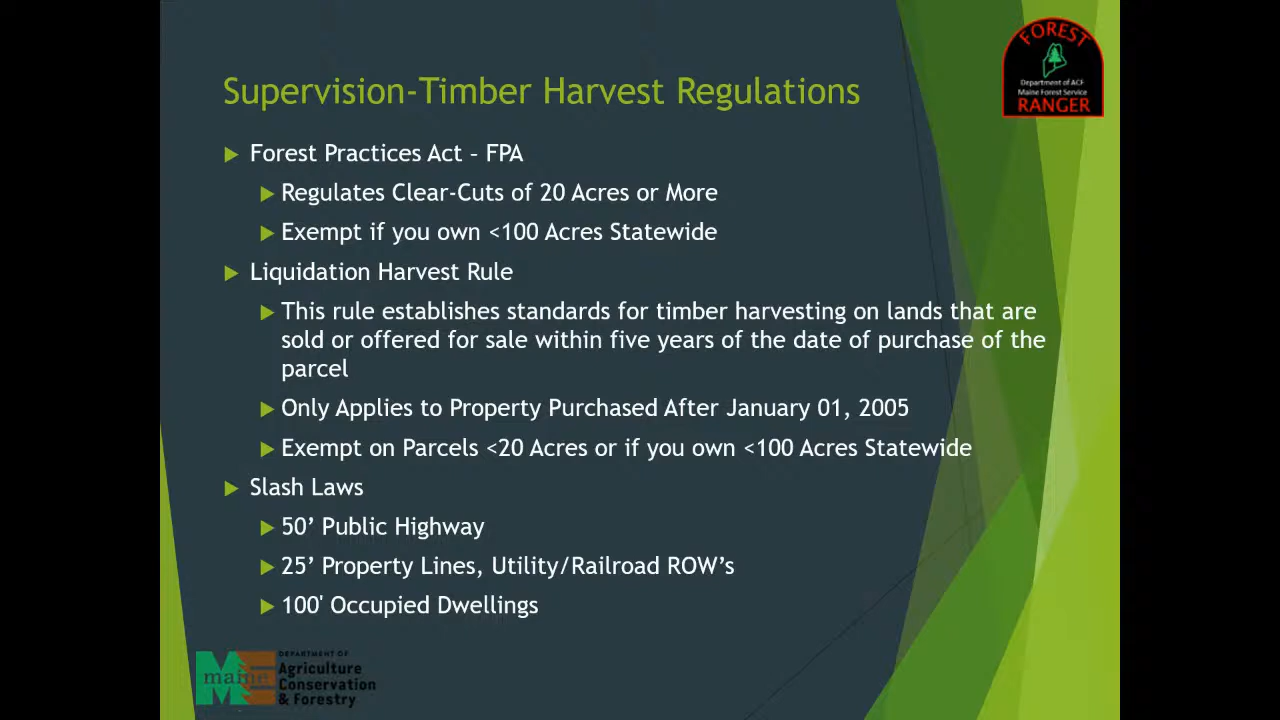 FOREST
Department of ACF
Maine Forest Service
RANGER
Supervision-Timber Harvest Regulations
Forest Practices Act – FPA
Regulates Clear-Cuts of 20 Acres or More
Exempt if you own <100 Acres Statewide
Liquidation Harvest Rule
This rule establishes standards for timber harvesting on lands that are
sold or offered for sale within five years of the date of purchase of the
parcel
Only Applies to Property Purchased After January 01, 2005
Exempt on Parcels <20 Acres or if you own <100 Acres Statewide
Slash Laws
50’ Public Highway
25’ Property Lines, Utility/Railroad ROW’s
100' Occupied Dwellings
maine
DEPARTMENT OF
Agriculture
Conservation
& Forestry